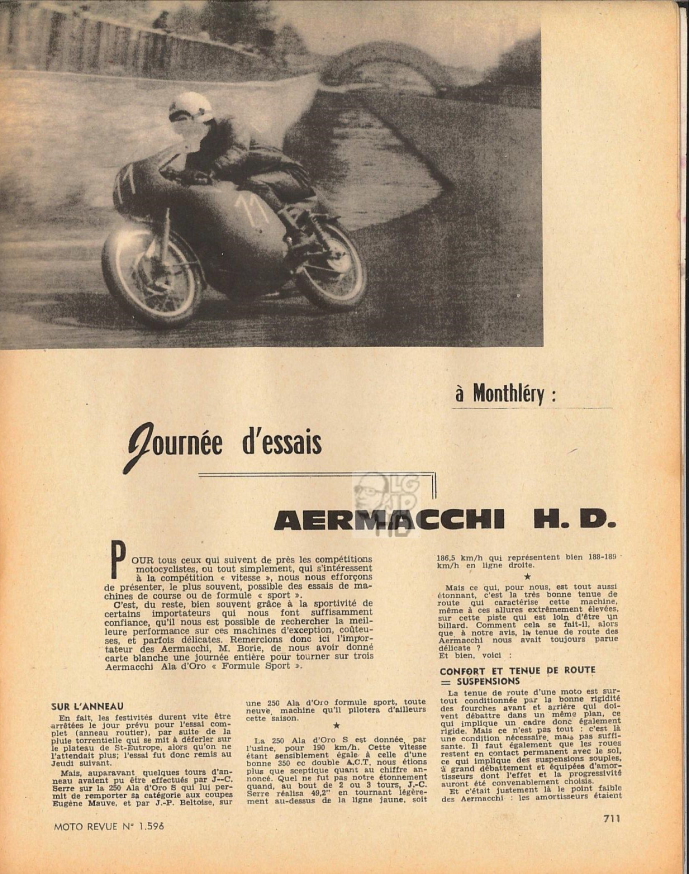 11
11
à Monthléry :
Journée d'essais
AERMACCHI H. D.
POUR tous ceux qui suivent de près les compétitions
motocyclistes, ou tout simplement, qui s'intéressent
à la compétition « vitesse », nous nous efforçons
de présenter, le plus souvent, possible des essais de ma-
chines de course ou de formule « sport ».
C'est, du reste, bien souvent grâce à la sportivité de
certains importateurs qui nous font suffisamment
confiance, qu'il nous est possible de rechercher la meil-
leure performance sur ces machines d'exception, coûteu-
ses, et parfois délicates. Remercions donc ici l'impor-
tateur des Aermacchi, M. Borie, de nous avoir donné
carte blanche une journée entière pour tourner sur trois
Aermacchi Ala d'Oro « Formule Sport ».
SUR L'ANNEAU
En fait, les festivités durent vite être
arrêtées le jour prévu pour l'essai com-
plet (anneau routier), par suite de la
pluie torrentielle qui se mit à déferler sur
le plateau de St-Eutrope, alors qu'on ne
l'attendait plus; l'essai fut donc remis au
Jeudi suivant.
Mais, auparavant quelques tours d'an-
neau avaient pu être effectués par J.-C.
Serre sur la 250 Ala d'Oro S qui lui per-
mit de remporter sa catégorie aux coupes
Eugène Mauve, et par J.-P. Beltoise, sur
une 250 Ala d'Oro formule sport, toute
neuve, machine qu'il pilotera d'ailleurs
cette saison.
★
La 250 Ala d'Oro S est donnée, par
l'usine, pour 190 km/h. Cette vitesse
étant sensiblement égale à celle d'une
bonne 250 cc double A.C.T, nous étions
plus que sceptique quant au chiffre an-
noncé. Quel ne fut pas notre étonnement
quand, au bout de 2 ou 3 tours, J.-C.
Serre réalisa 49,2" en tournant légère-
ment au-dessus de la ligne jaune, soit
186,5 km/h qui représentent bien 188-189
km/h en ligne droite.
★
Mais ce qui, pour nous, est tout aussi
étonnant, c'est la très bonne tenue de
route qui caractérise cette machine,
même à ces allures extrêmement élevées,
sur cette piste qui est loin d'être un
billard. Comment cela se fait-il, alors
que à notre avis, la tenue de route des
Aermacchi nous avait toujours parue
délicate ?
Et bien, voici :
CONFORT ET TENUE DE ROUTE
= SUSPENSIONS
La tenue de route d'une moto est sur-
tout conditionnée par la bonne rigidité
des fourches avant et arrière qui doi-
vent débattre dans un même plan, ce
qui implique un cadre donc également
rigide. Mais ce n'est pas tout : c'est là
une condition nécessaire, mais pas suffi-
sante. Il faut également que les roues
restent en contact permanent avec le sol,
ce qui implique des suspensions souples,
à grand débattement et équipées d'amor-
tisseurs dont l'effet et la progressivité
auront été convenablement choisis.
Et c'était justement là le point faible
des Aermacchi : les amortisseurs étaient
MOTO REVUE N° 1.596
711